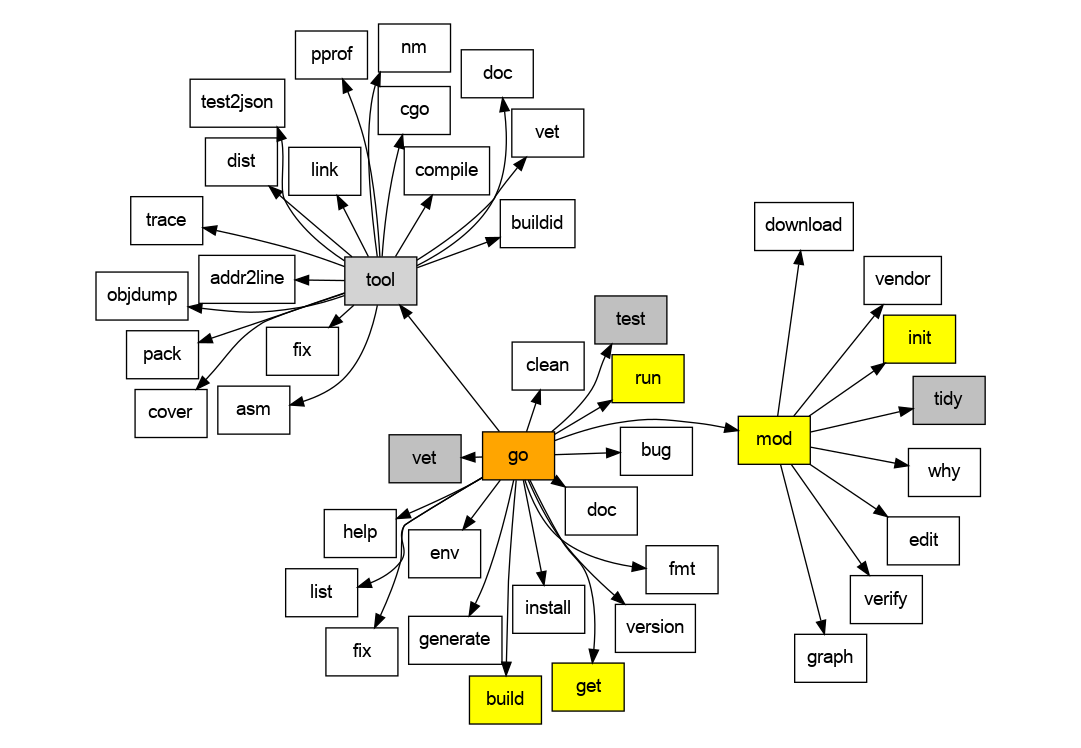 nm
pprof
doc
test2json
cgo
vet
dist
link
compile
trace
buildid
download
addr2line
tool
vendor
objdump
test
init
pack
fix
clean
run
tidy
cover
asm
mod
bug
go
vet
why
doc
help
env
edit
fmt
list
install
verify
version
generate
fix
graph
get
build